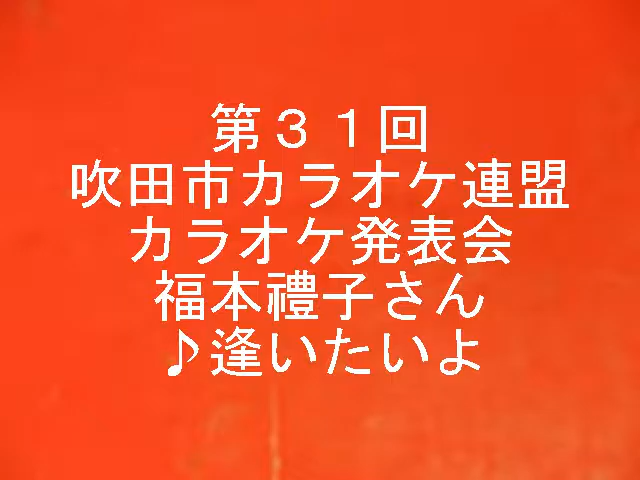 第３１回
吹田市カラオケ連盟
カラオケ発表会
福本禮子さん
♪逢いたいよ